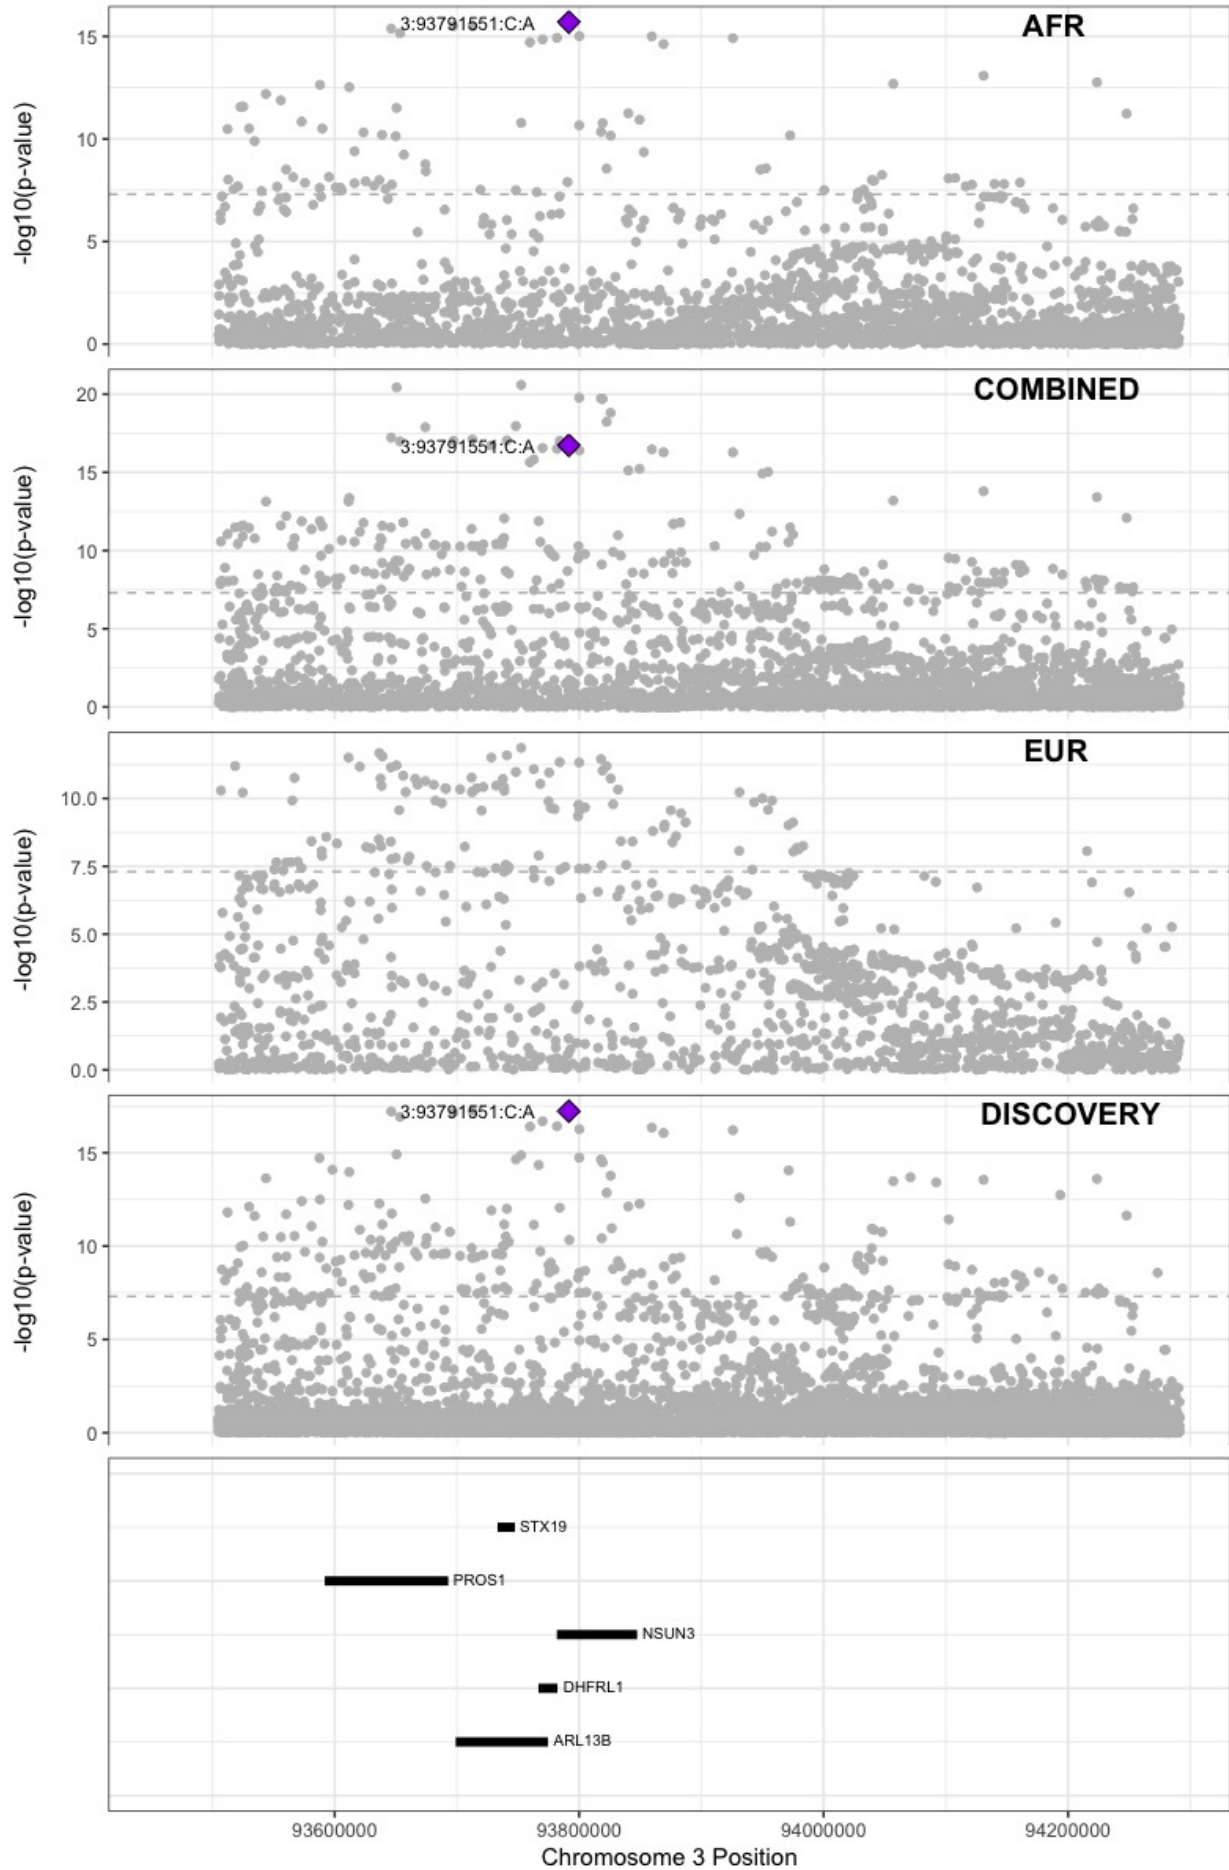 AFR
3:93791551:C:A
-log10(p-value)
15
10
5
0
COMBINED
3:93791551:C:A
-log10(p-value)
20
15
10
5
0
EUR
-log10(p-value)
10.0
7.5
5.0
2.5
0.0
DISCOVERY
3:93791551:C:A
-log10(p-value)
15
10
5
0
STX19
PROS1
NSUN3
DHFRL1
ARL13B
93600000 93800000 94000000 94200000
Chromosome 3 Position